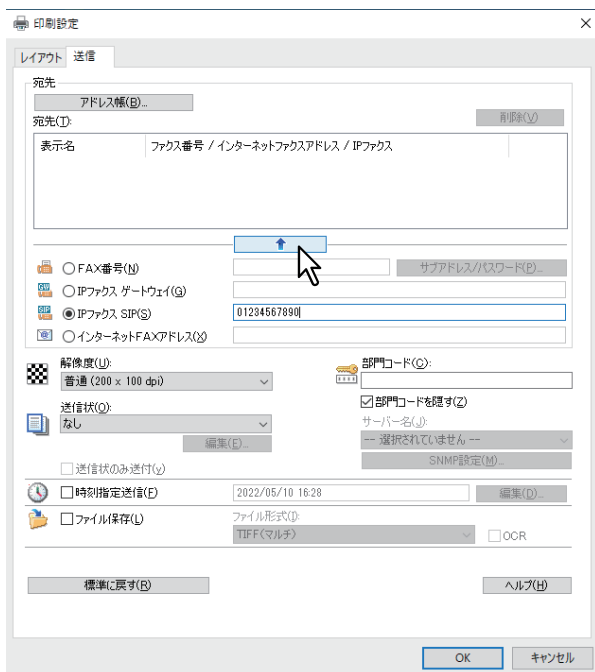 印刷設定
レイアウト 送信
宛先
アドレス帳(B)...
宛先(T):
削除(V)
表示名 ファクス番号 / インターネットファクスアドレス / IPファクス
FAX番号(N) サブアドレス/パスワード(P)...
IPファクス ゲートウェイ(G)
IPファクス SIP(S) 01234567890
インターネットFAXアドレス(X)
解像度(U):
普通 (200 x 100 dpi)
部門コード(C):
送信状(O):
なし
部門コードを隠す(Z)
サーバー名(J):
-- 選択されていません --
編集(E)...
SNMP設定(M)...
送信状のみ送付(y)
時刻指定送信(F) 2022/05/10 16:28 編集(D)...
ファイル保存(L)
ファイル形式(I):
TIFF(マルチ) OCR
標準に戻す(R) ヘルプ(H)
OK キャンセル